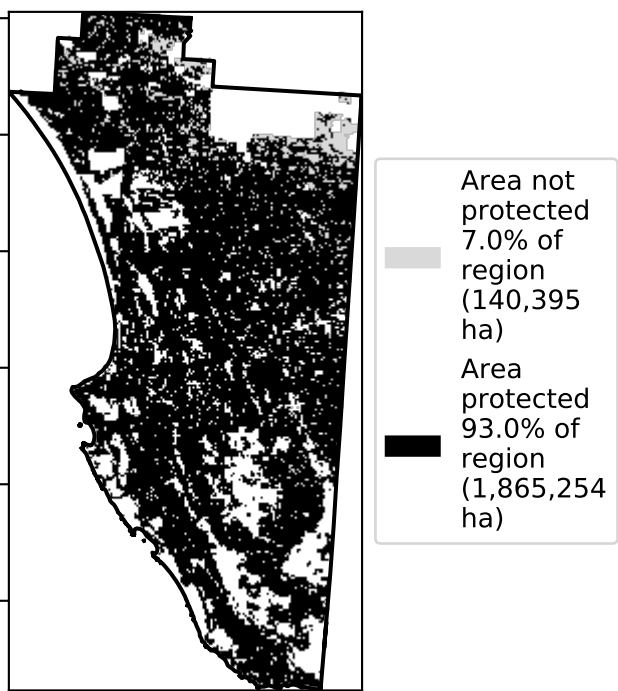 Area not
protected
7.0% of
region
(140,395
ha)
Area
protected
93.0% of
region
(1,865,254
ha)